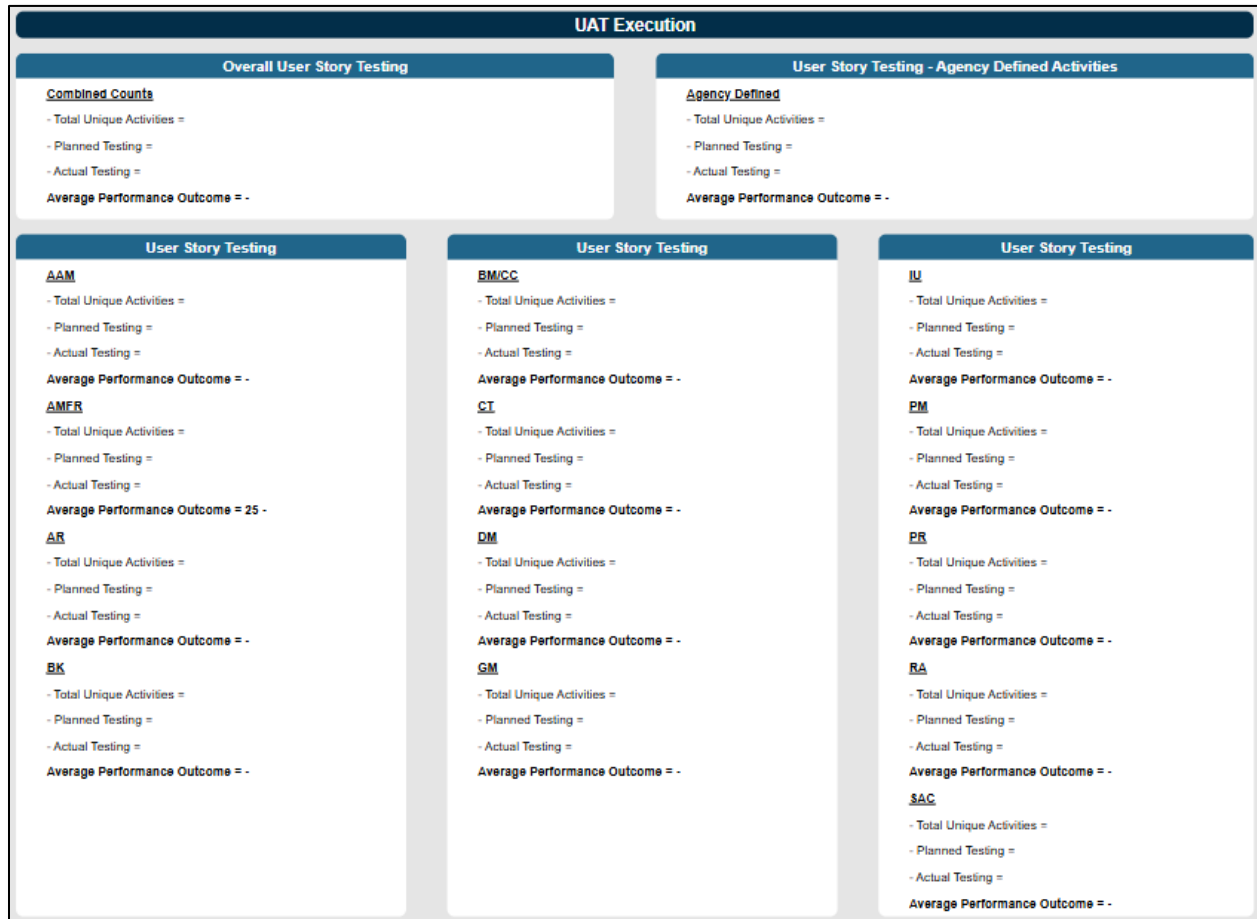 UAT Execution
Overall User Story Testing
Combined Counts
- Total Unique Activities =
- Planned Testing =
- Actual Testing =
Average Performance Outcome = -
User Story Testing - Agency Defined Activities
Agency Defined
- Total Unique Activities =
- Planned Testing =
- Actual Testing =
Average Performance Outcome = -
User Story Testing
AAM
- Total Unique Activities =
- Planned Testing =
- Actual Testing =
Average Performance Outcome = -
AMFR
- Total Unique Activities =
- Planned Testing =
- Actual Testing =
Average Performance Outcome = 25 -
AR
- Total Unique Activities =
- Planned Testing =
- Actual Testing =
Average Performance Outcome = -
BK
- Total Unique Activities =
- Planned Testing =
- Actual Testing =
Average Performance Outcome = -
User Story Testing
BM/CC
- Total Unique Activities =
- Planned Testing =
- Actual Testing =
Average Performance Outcome = -
CT
- Total Unique Activities =
- Planned Testing =
- Actual Testing =
Average Performance Outcome = -
DM
- Total Unique Activities =
- Planned Testing =
- Actual Testing =
Average Performance Outcome = -
GM
- Total Unique Activities =
- Planned Testing =
- Actual Testing =
Average Performance Outcome = -
User Story Testing
IU
- Total Unique Activities =
- Planned Testing =
- Actual Testing =
Average Performance Outcome = -
PM
- Total Unique Activities =
- Planned Testing =
- Actual Testing =
Average Performance Outcome = -
PR
- Total Unique Activities =
- Planned Testing =
- Actual Testing =
Average Performance Outcome = -
RA
- Total Unique Activities =
- Planned Testing =
- Actual Testing =
Average Performance Outcome = -
SAC
- Total Unique Activities =
- Planned Testing =
- Actual Testing =
Average Performance Outcome = -